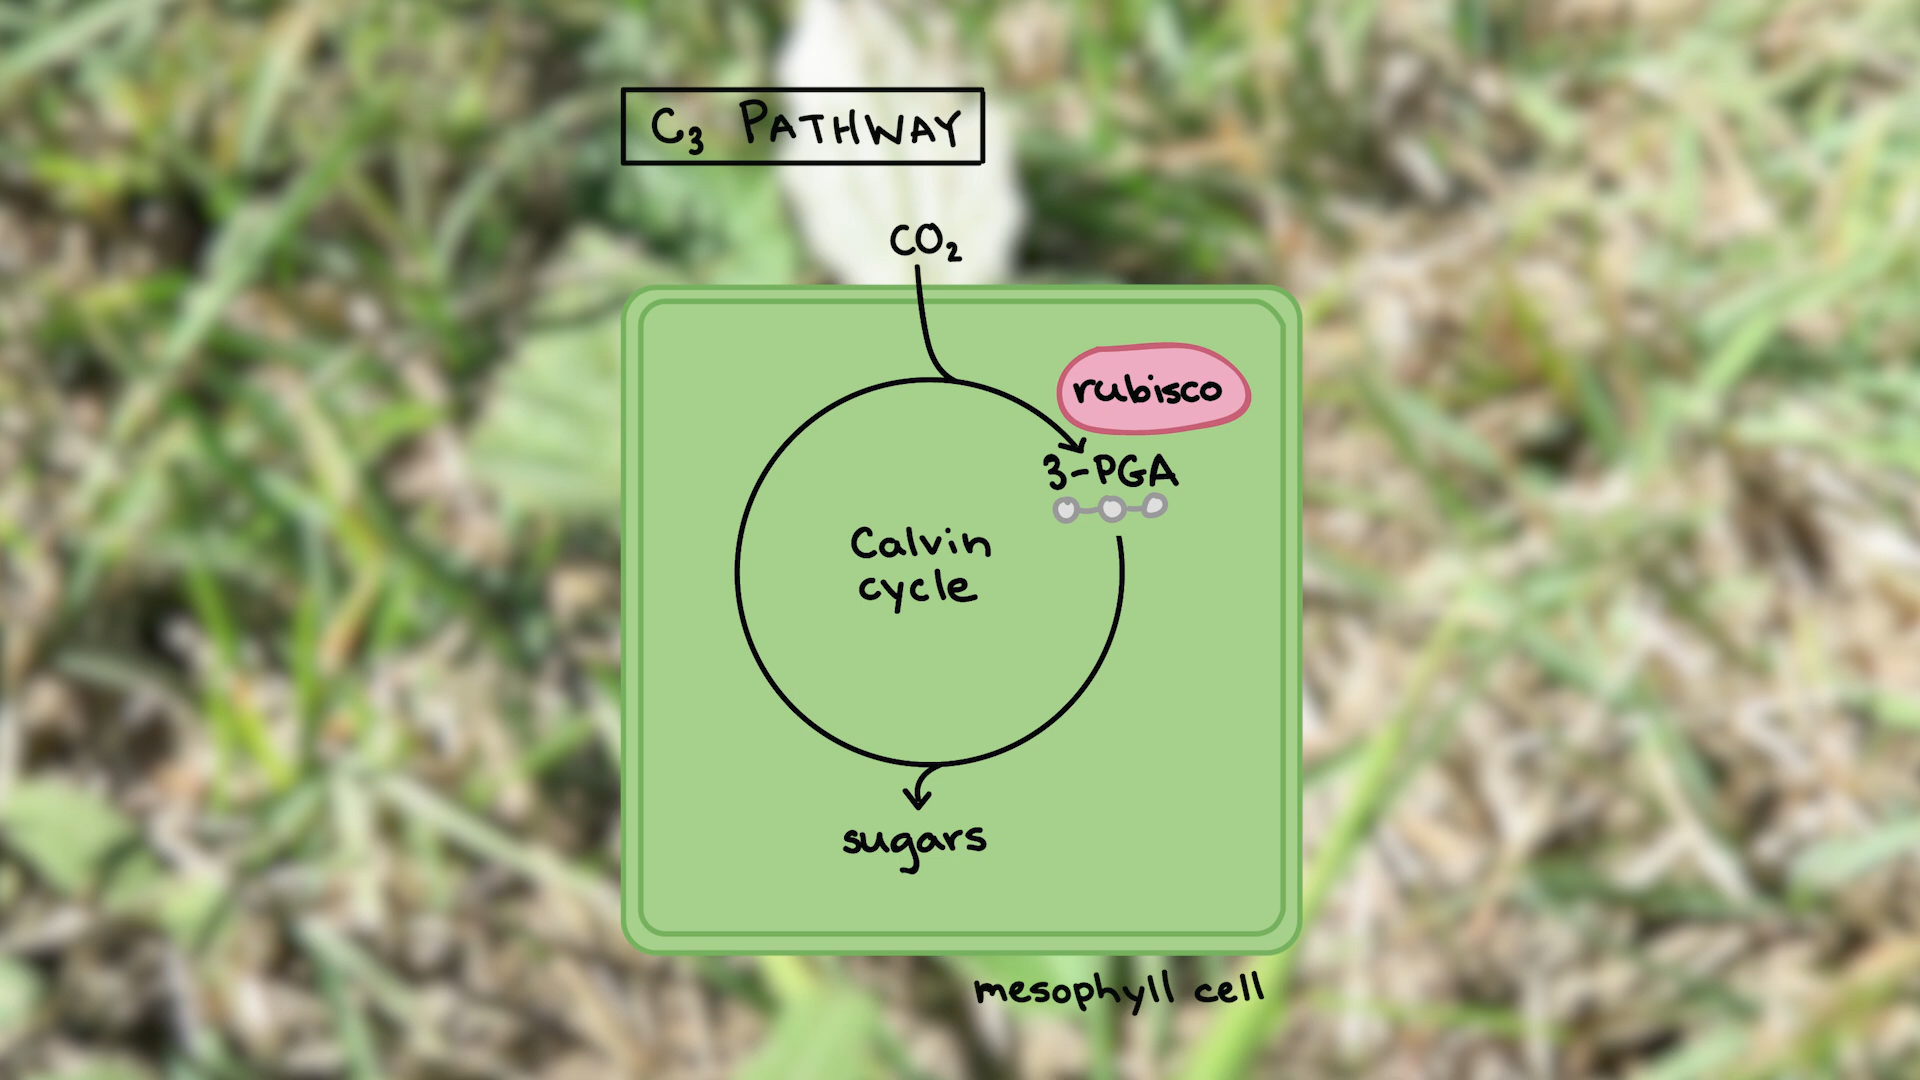 C₃ PATHWAY
CO₂
rubisco
3-PGA
Calvin
cycle
sugars
mesophyll cell